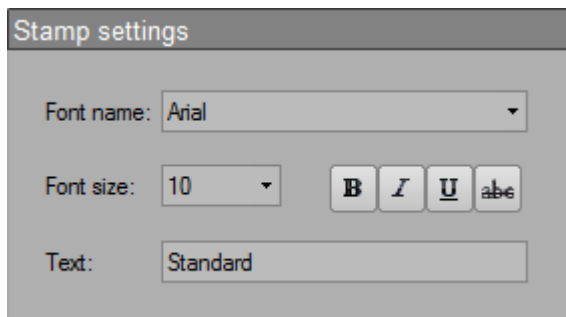 Stamp settings
Font name: Arial
Font size: 10 B I U abc
Text: Standard